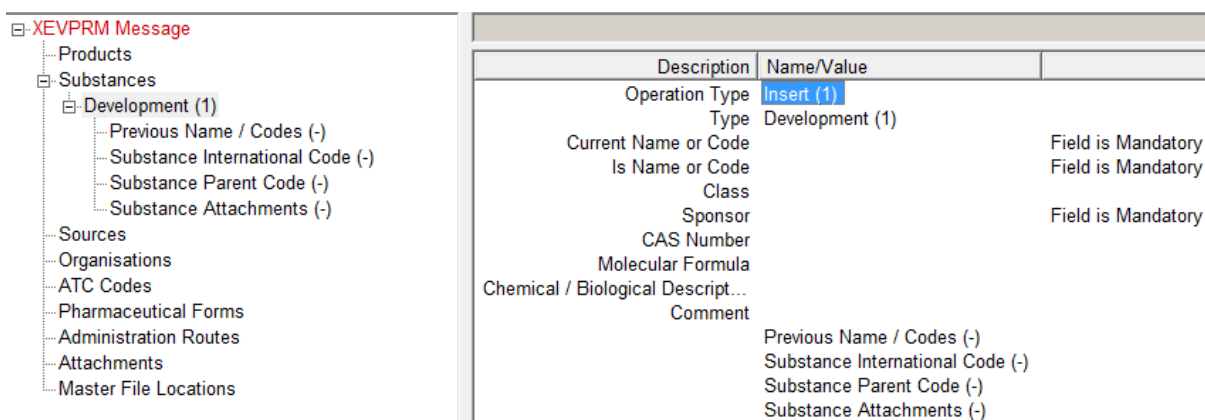 XEVPRM Message
Products
Substances
Development (1)
Previous Name / Codes (-)
Substance International Code (-)
Substance Parent Code (-)
Substance Attachments (-)
Sources
Organisations
ATC Codes
Pharmaceutical Forms
Administration Routes
Attachments
Master File Locations
Description Name/Value
Operation Type Insert (1)
Type Development (1)
Current Name or Code Field is Mandatory
Is Name or Code Field is Mandatory
Class
Sponsor Field is Mandatory
CAS Number
Molecular Formula
Chemical / Biological Descript...
Comment
Previous Name / Codes (-)
Substance International Code (-)
Substance Parent Code (-)
Substance Attachments (-)